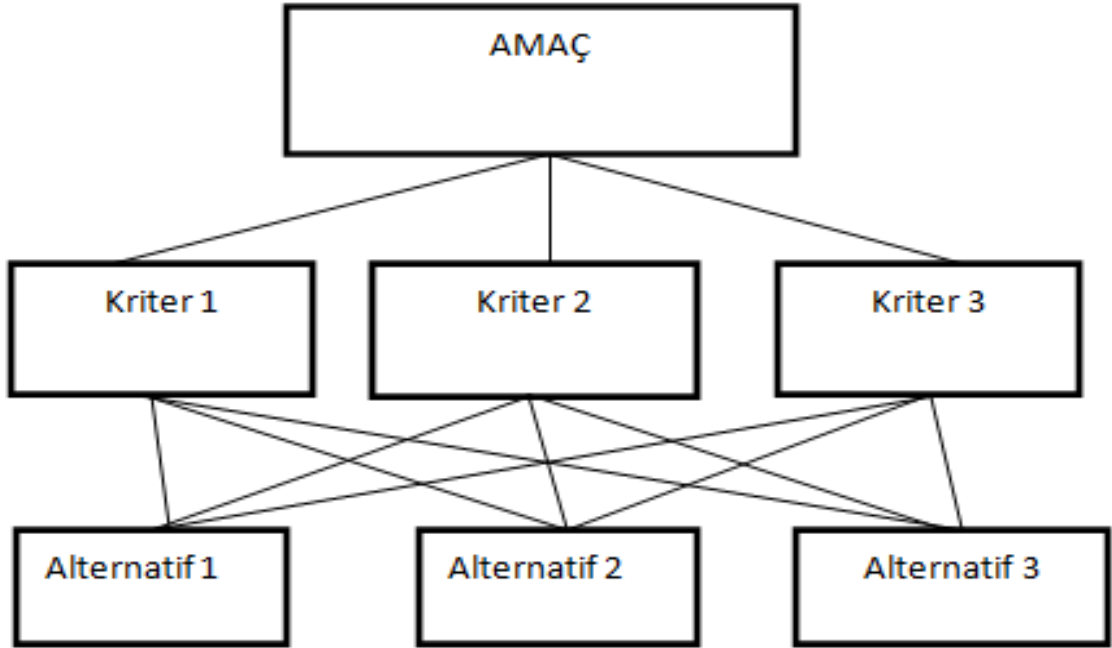 AMAÇ
Kriter 1
Kriter 2
Kriter 3
Alternatif 1
Alternatif 2
Alternatif 3